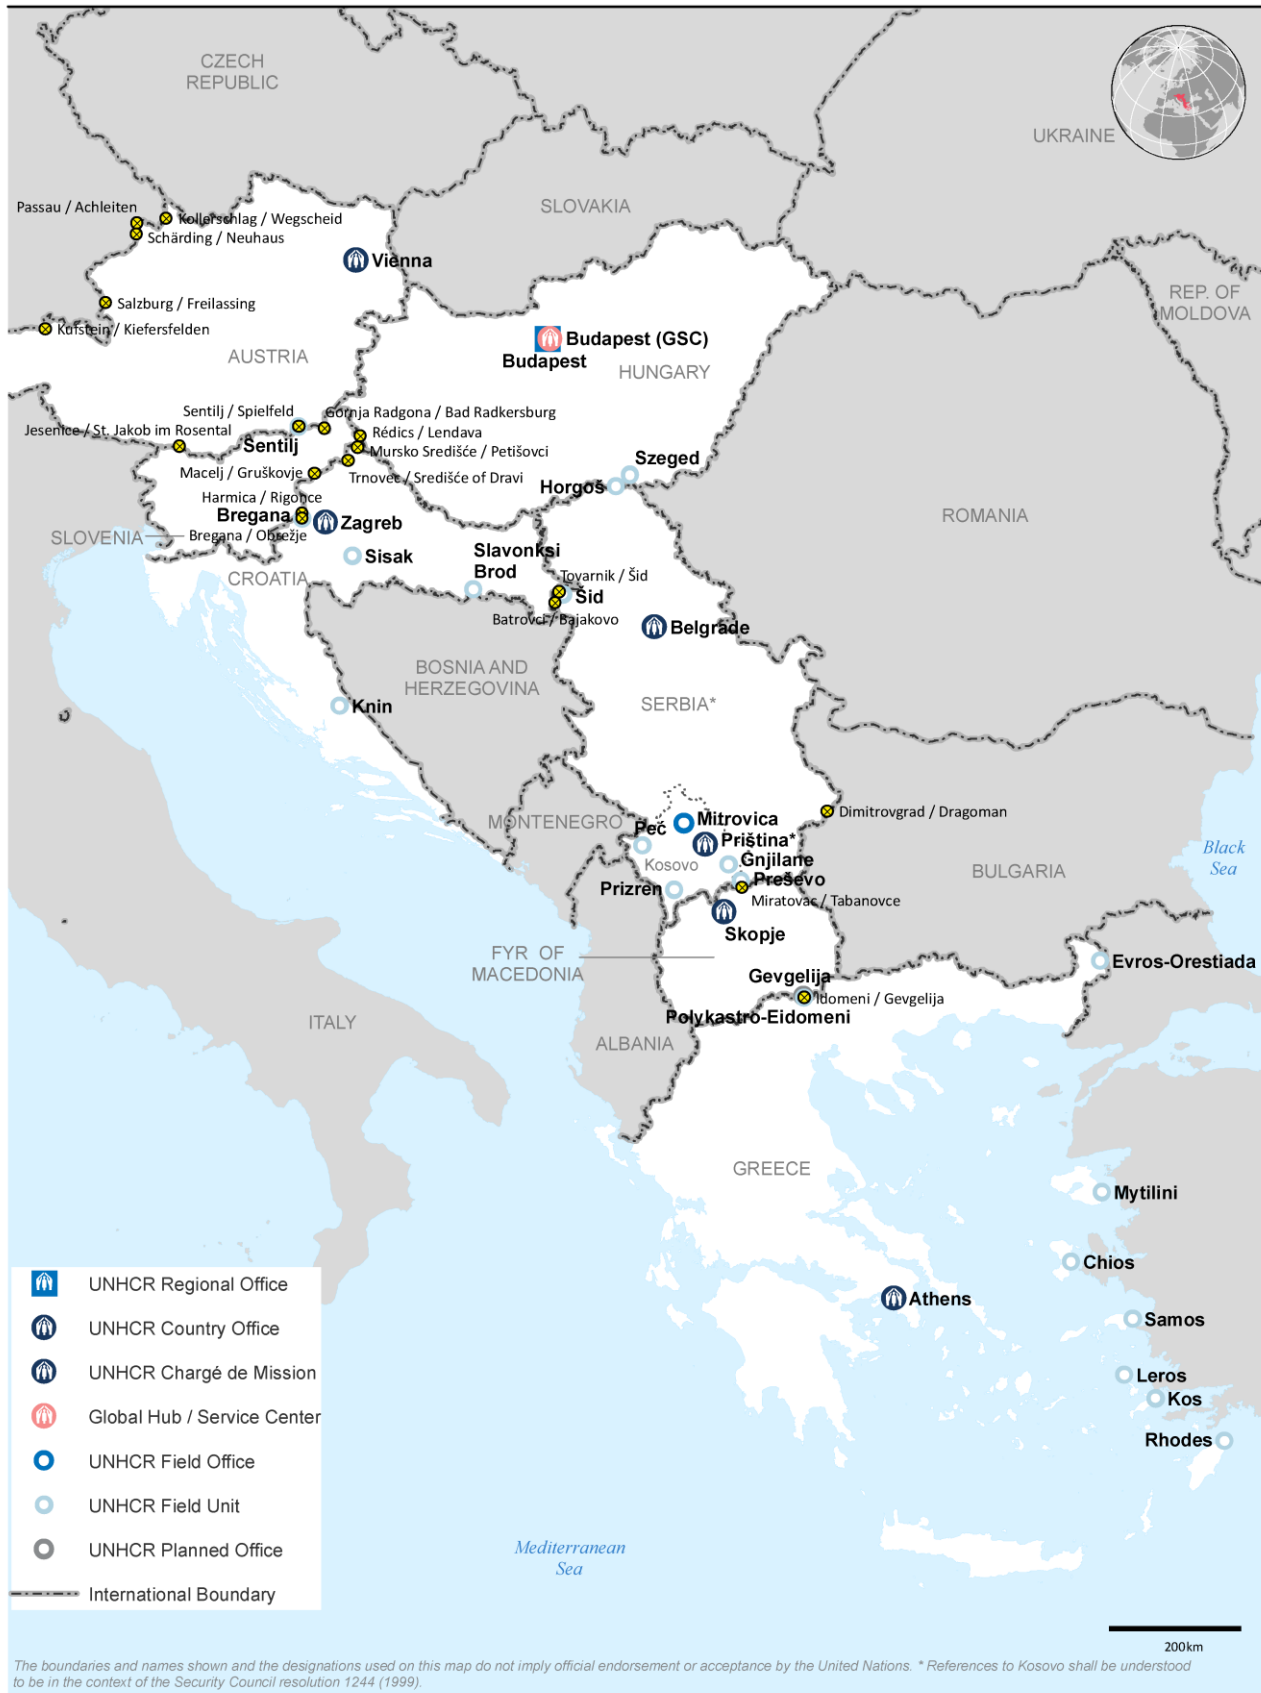 CZECH
REPUBLIC
UKRAINE
SLOVAKIA
Passau / Achleiten
Kollerschlag / Wegscheid
Schärding / Neuhaus
Vienna
REP. OF
MOLDOVA
Salzburg / Freilassing
Kufstein / Kiefersfelden
Budapest (GSC)
Budapest
AUSTRIA
HUNGARY
Sentilj / Spielfeld
Gornja Radgona / Bad Radkersburg
Jesenice / St. Jakob im Rosental
Rédics / Lendava
Sentilj
Mursko Središće / Petišovci
Szeged
Macelj / Gruškovje
Trnovec / Središće of Dravi
Horgoš
Harmica / Rigonce
Bregana
Zagreb
ROMANIA
SLOVENIA
Bregana / Obrežje
Sisak
Slavonksi
Brod
CROATIA
Tovarnik / Šid
Šid
Batrovci / Bajakovo
Belgrade
BOSNIA AND
HERZEGOVINA
SERBIA*
Knin
Dimitrovgrad / Dragoman
MONTENEGRO
Mitrovica
Peć
Priština*
Black
Sea
Kosovo
Gnjilane
BULGARIA
Prizren
Preševo
Miratovac / Tabanovce
Skopje
FYR OF
MACEDONIA
Evros-Orestiada
Gevgelija
Idomeni / Gevgelija
Polykastro-Eidomeni
ITALY
ALBANIA
GREECE
Mytilini
Chios
Athens
Samos
Leros
Kos
Rhodes
UNHCR Regional Office
UNHCR Country Office
UNHCR Chargé de Mission
Global Hub / Service Center
UNHCR Field Office
UNHCR Field Unit
UNHCR Planned Office
International Boundary
Mediterranean
Sea
200km
The boundaries and names shown and the designations used on this map do not imply official endorsement or acceptance by the United Nations. * References to Kosovo shall be understood
to be in the context of the Security Council resolution 1244 (1999).